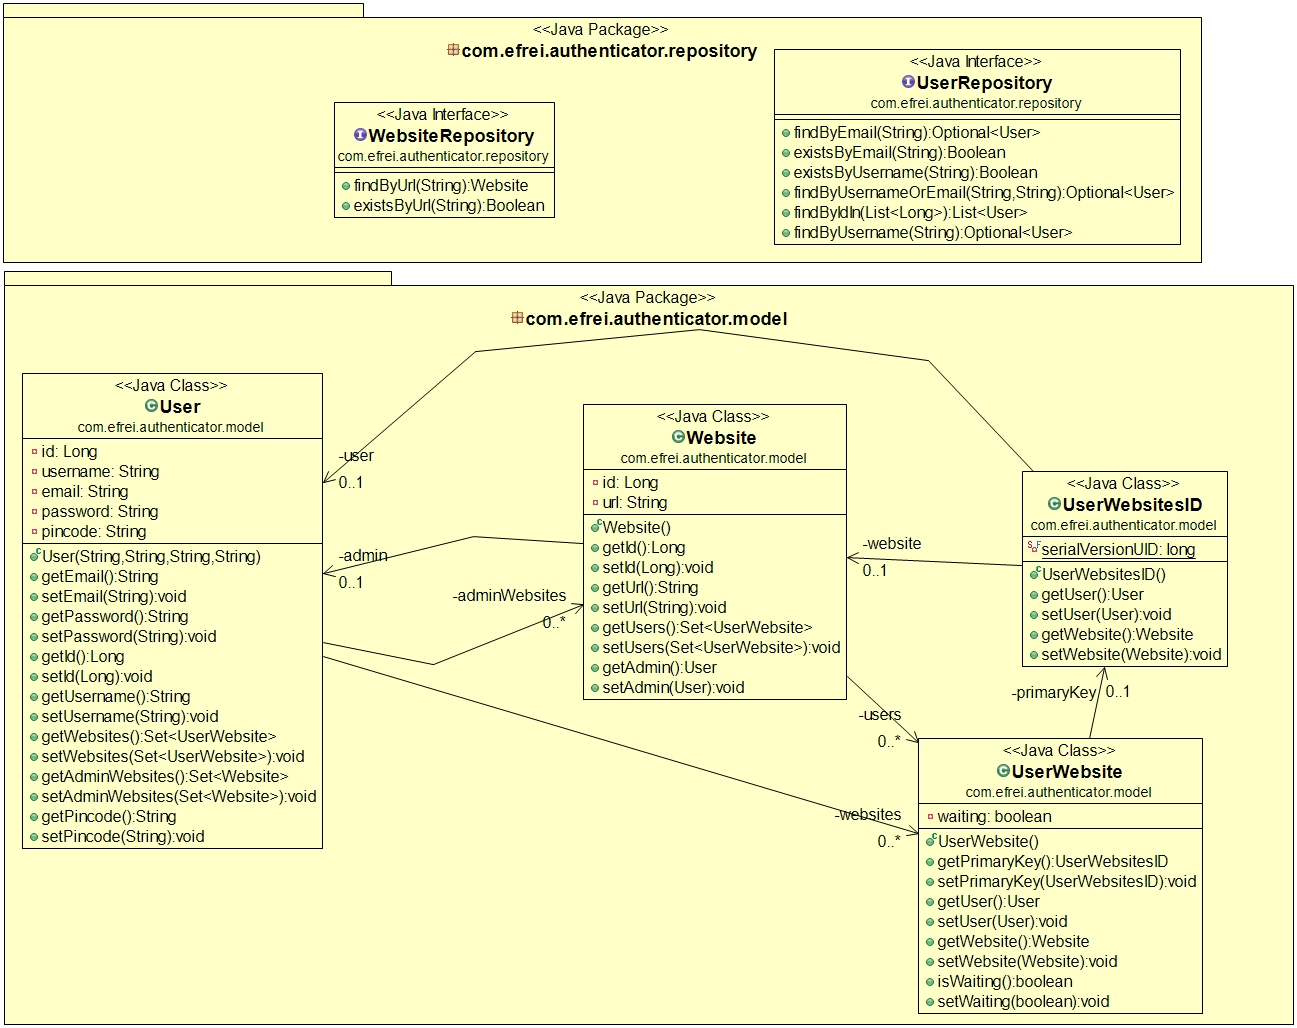 <<Java Package>>
com.efrei.authenticator.repository
<<Java Interface>>
WebsiteRepository
com.efrei.authenticator.repository
findByUrl(String):Website
existsByUrl(String):Boolean
<<Java Interface>>
UserRepository
com.efrei.authenticator.repository
findByEmail(String):Optional<User>
existsByEmail(String):Boolean
existsByUsername(String):Boolean
findByUsernameOrEmail(String,String):Optional<User>
findByIdIn(List<Long>):List<User>
findByUsername(String):Optional<User>
<<Java Package>>
com.efrei.authenticator.model
<<Java Class>>
User
com.efrei.authenticator.model
id: Long
username: String
email: String
password: String
pincode: String
User(String,String,String,String)
getEmail():String
setEmail(String):void
getPassword():String
setPassword(String):void
getId():Long
setId(Long):void
getUsername():String
setUsername(String):void
getWebsites():Set<UserWebsite>
setWebsites(Set<UserWebsite>):void
getAdminWebsites():Set<Website>
setAdminWebsites(Set<Website>):void
getPincode():String
setPincode(String):void
-user
0..1
-admin
0..1
-adminWebsites
0..*
<<Java Class>>
Website
com.efrei.authenticator.model
id: Long
url: String
Website()
getId():Long
setId(Long):void
getUrl():String
setUrl(String):void
getUsers():Set<UserWebsite>
setUsers(Set<UserWebsite>):void
getAdmin():User
setAdmin(User):void
-website
0..1
<<Java Class>>
UserWebsitesID
com.efrei.authenticator.model
serialVersionUID: long
UserWebsitesID()
getUser():User
setUser(User):void
getWebsite():Website
setWebsite(Website):void
-primaryKey
0..1
-users
0..*
-websites
0..*
<<Java Class>>
UserWebsite
com.efrei.authenticator.model
waiting: boolean
UserWebsite()
getPrimaryKey():UserWebsitesID
setPrimaryKey(UserWebsitesID):void
getUser():User
setUser(User):void
getWebsite():Website
setWebsite(Website):void
isWaiting():boolean
setWaiting(boolean):void